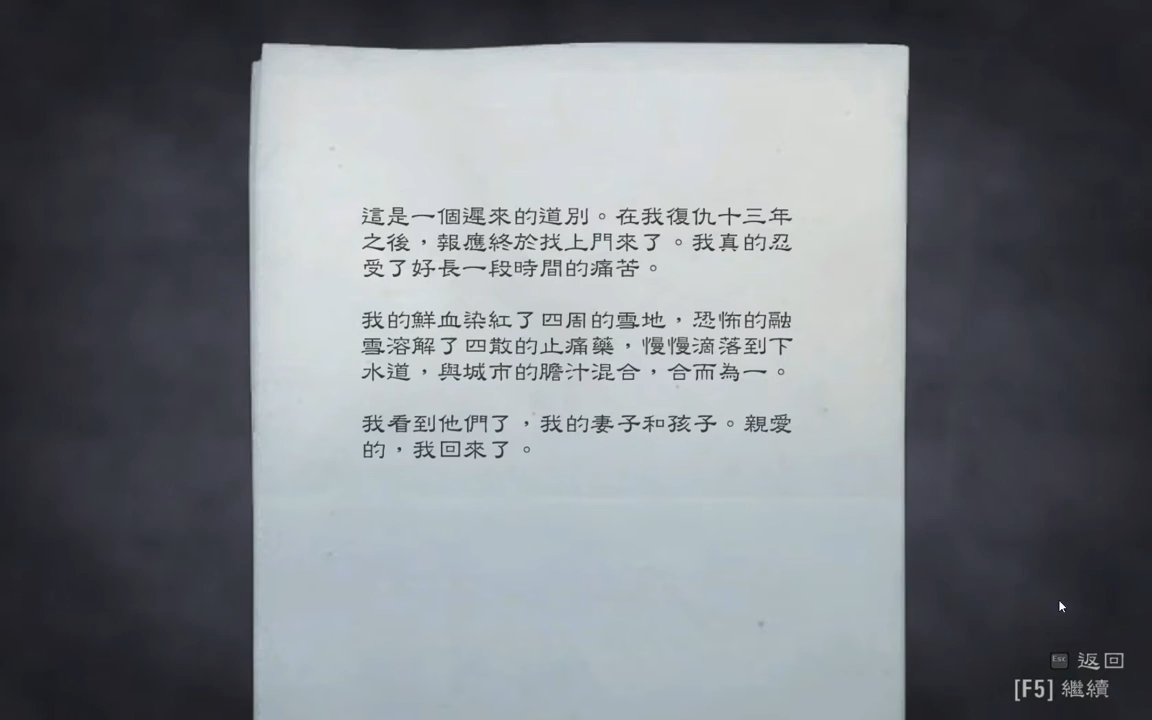 這是一個遲來的道別。在我復仇十三年
之後，報應終於找上門來了。我真的忍
受了好長一段時間的痛苦。
我的鮮血染紅了四周的雪地，恐怖的融
雪溶解了四散的止痛藥，慢慢滴落到下
水道，與城市的膽汁混合，合而為一。
我看到他們了，我的妻子和孩子。親愛
的，我回來了。
Esc 返回
[F5] 繼續